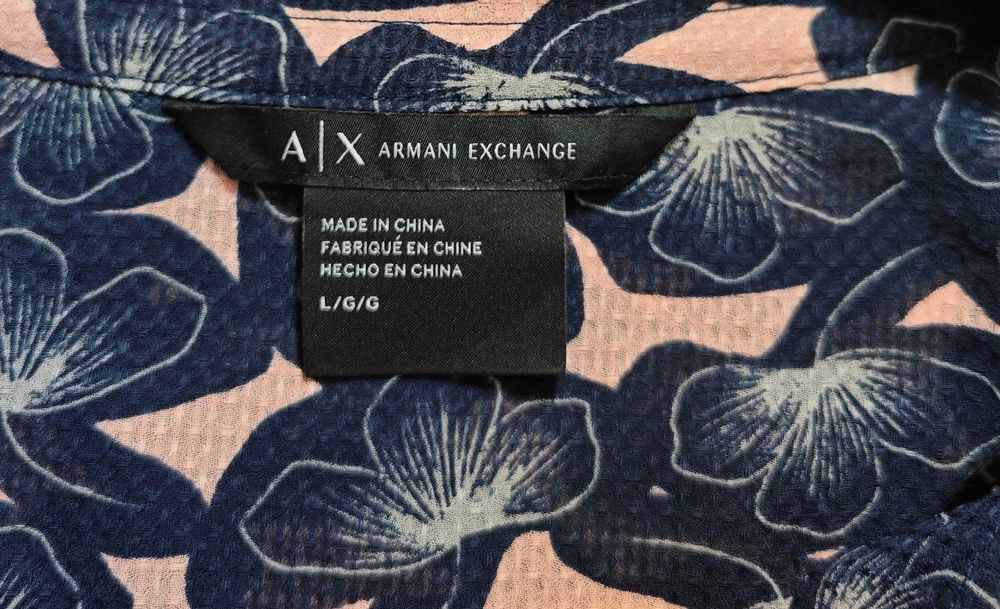 A|X ARMANI EXCHANGE
MADE IN CHINA
FABRIQUÉ EN CHINE
HECHO EN CHINA
L/G/G